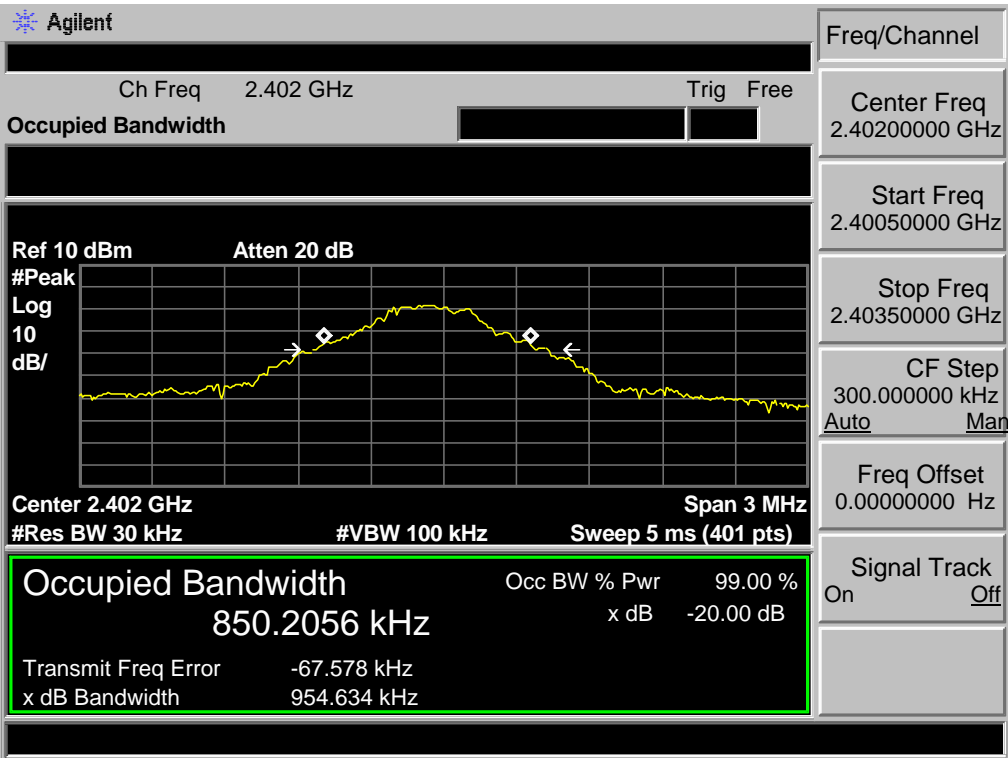 Agilent
Freq/Channel
Ch Freq 2.402 GHz Trig Free
Occupied Bandwidth
Center Freq
2.40200000 GHz
Start Freq
2.40050000 GHz
Stop Freq
2.40350000 GHz
CF Step
300.000000 kHz
Auto Man
Freq Offset
0.00000000 Hz
Signal Track
On Off
Ref 10 dBm Atten 20 dB
#Peak
Log
10
dB/
Center 2.402 GHz Span 3 MHz
#Res BW 30 kHz #VBW 100 kHz Sweep 5 ms (401 pts)
Occupied Bandwidth Occ BW % Pwr 99.00 %
850.2056 kHz x dB -20.00 dB
Transmit Freq Error -67.578 kHz
x dB Bandwidth 954.634 kHz